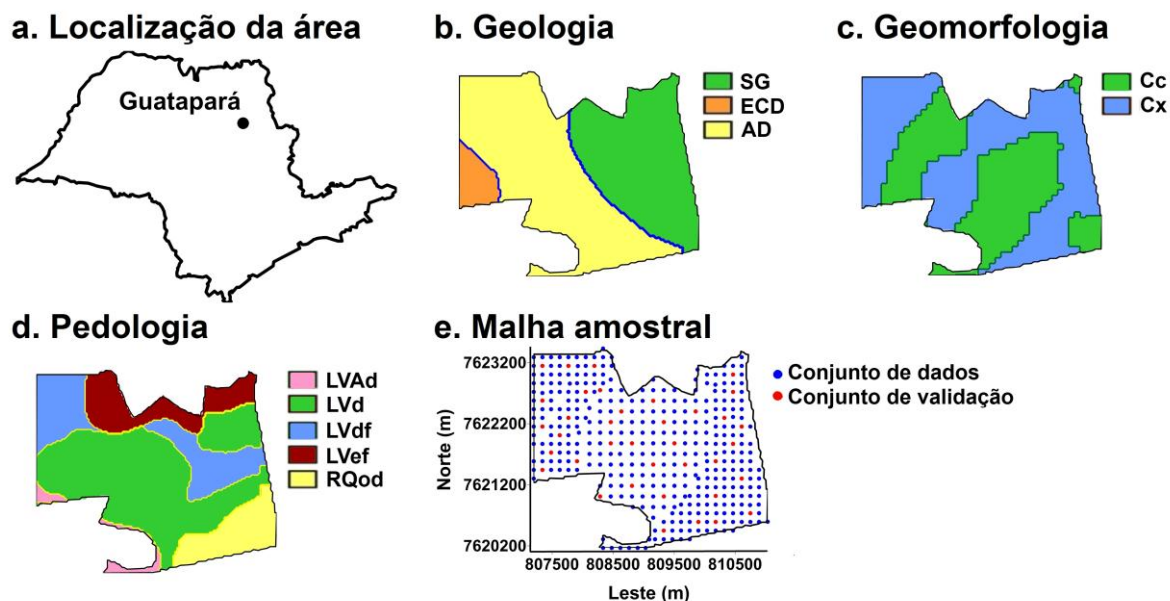 a. Localização da área
Guatapará
b. Geologia
SG
ECD
AD
c. Geomorfologia
Cc
Cx
d. Pedologia
LVAd
LVd
LVdf
LVef
RQod
e. Malha amostral
7623200
7622200
7621200
7620200
Norte (m)
807500 808500 809500 810500
Leste (m)
Conjunto de dados
Conjunto de validação